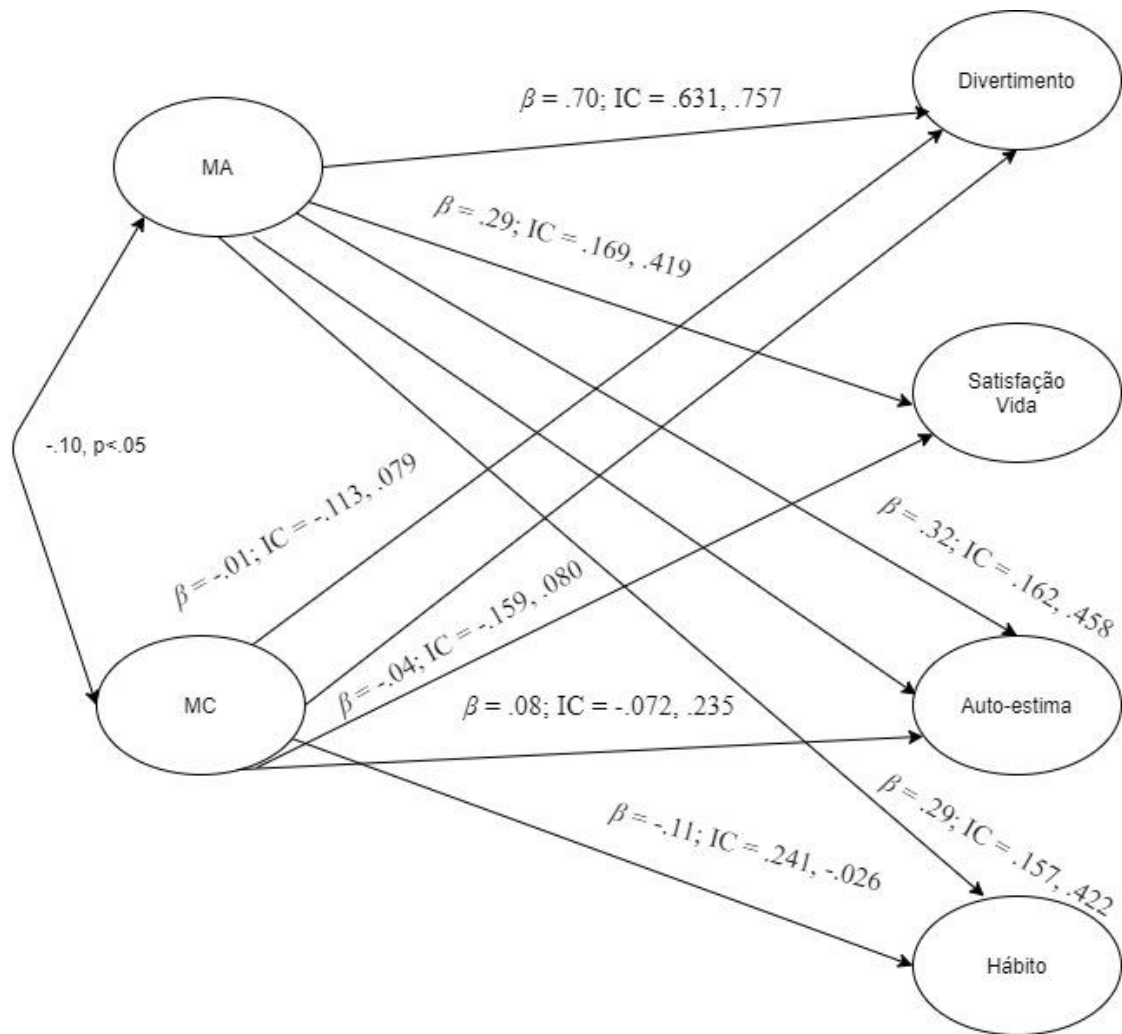 Divertimento
β = .70; IC = .631, .757
MA
β = .29; IC = .169, .419
Satisfação
Vida
-.10, p<.05
β = -.01; IC = -.113, .079
β = .32; IC = .162, .458
β = -.04; IC = -.159, .080
MC
β = .08; IC = -.072, .235
Auto-estima
β = .29; IC = .157, .422
β = -.11; IC = .241, -.026
Hábito